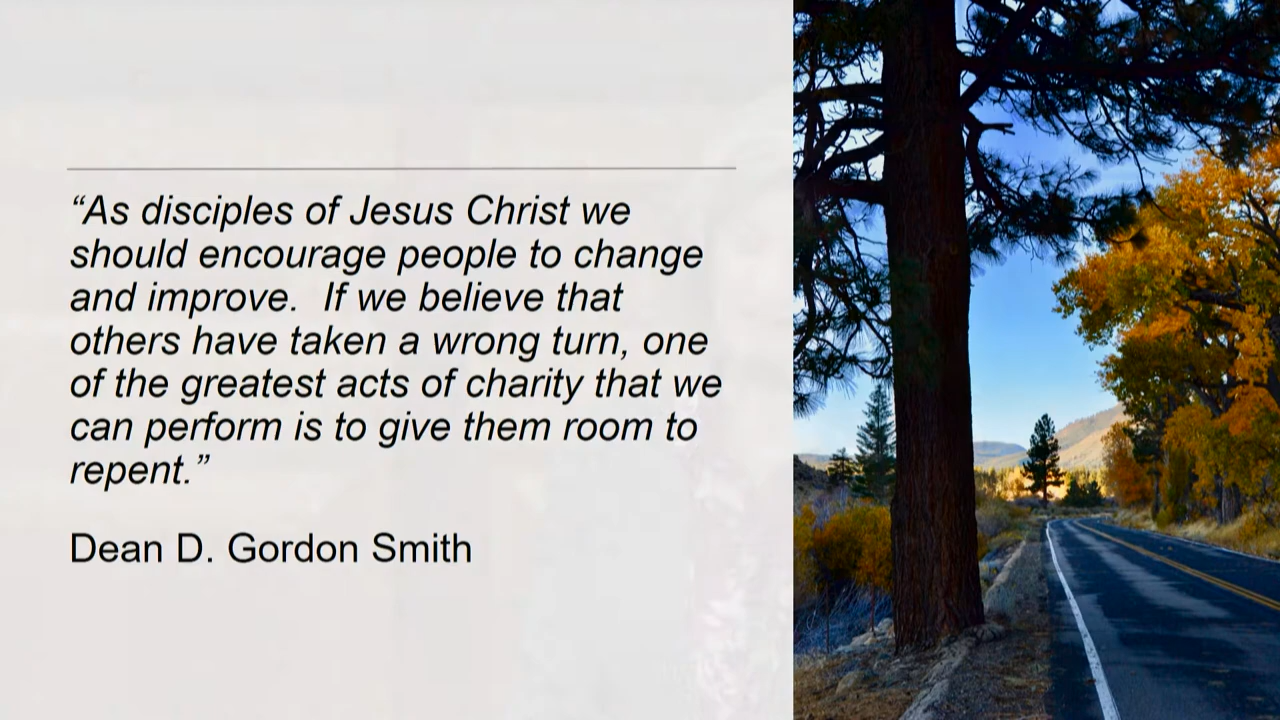 “As disciples of Jesus Christ we
should encourage people to change
and improve.  If we believe that
others have taken a wrong turn, one
of the greatest acts of charity that we
can perform is to give them room to
repent.”
Dean D. Gordon Smith